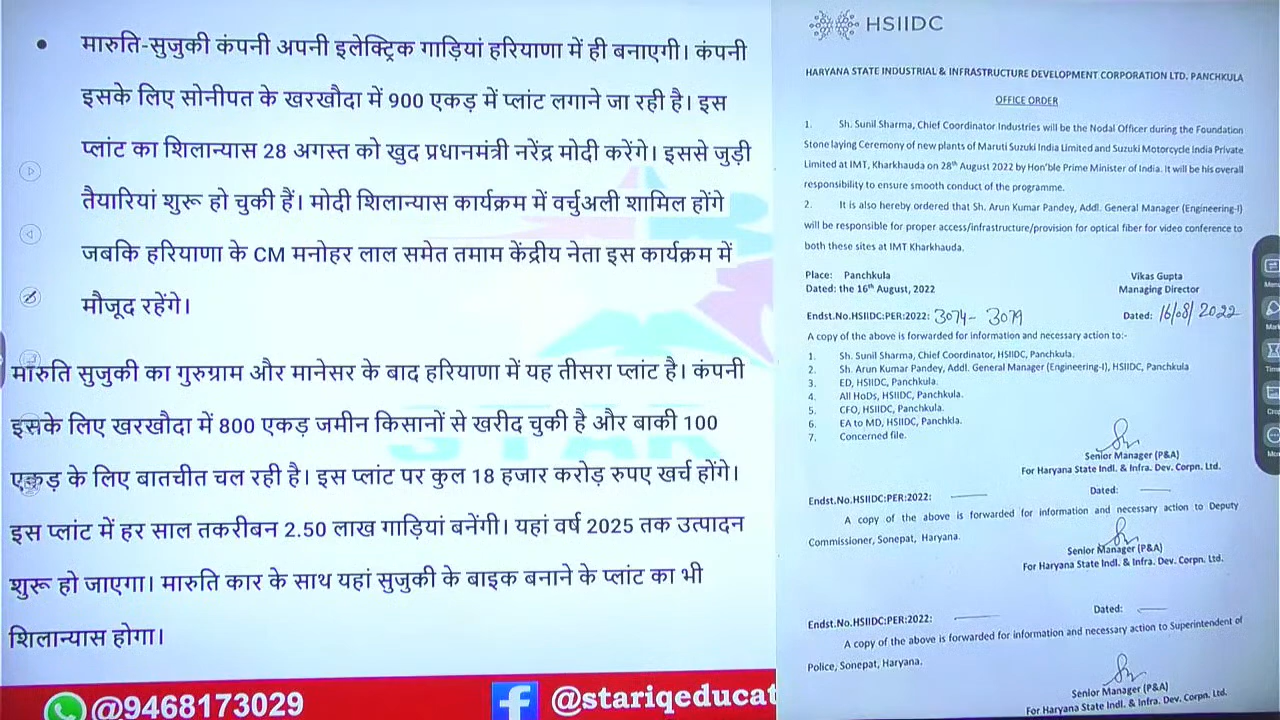 • मारुति-सुजुकी कंपनी अपनी इलेक्ट्रिक गाड़ियां हरियाणा में ही बनाएगी। कंपनी
इसके लिए सोनीपत के खरखौदा में 900 एकड़ में प्लांट लगाने जा रही है। इस
प्लांट का शिलान्यास 28 अगस्त को खुद प्रधानमंत्री नरेंद्र मोदी करेंगे। इससे जुड़ी
तैयारियां शुरू हो चुकी हैं। मोदी शिलान्यास कार्यक्रम में वर्चुअली शामिल होंगे
जबकि हरियाणा के CM मनोहर लाल समेत तमाम केंद्रीय नेता इस कार्यक्रम में
मौजूद रहेंगे।
मारुति सुजुकी का गुरुग्राम और मानेसर के बाद हरियाणा में यह तीसरा प्लांट है। कंपनी
इसके लिए खरखौदा में 800 एकड़ जमीन किसानों से खरीद चुकी है और बाकी 100
एकड़ के लिए बातचीत चल रही है। इस प्लांट पर कुल 18 हजार करोड़ रुपए खर्च होंगे।
इस प्लांट में हर साल तकरीबन 2.50 लाख गाड़ियां बनेंगी। यहां वर्ष 2025 तक उत्पादन
शुरू हो जाएगा। मारुति कार के साथ यहां सुजुकी के बाइक बनाने के प्लांट का भी
शिलान्यास होगा।
STAR
@9468173029 @stariqeducat
HSIIDC
HARYANA STATE INDUSTRIAL & INFRASTRUCTURE DEVELOPMENT CORPORATION LTD. PANCHKULA
OFFICE ORDER
1. Sh. Sunil Sharma, Chief Coordinator Industries will be the Nodal Officer during the Foundation
Stone laying Ceremony of new plants of Maruti Suzuki India Limited and Suzuki Motorcycle India Private
Limited at IMT, Kharkhauda on 28th August 2022 by Hon'ble Prime Minister of India. It will be his overall
responsibility to ensure smooth conduct of the programme.
2. It is also hereby ordered that Sh. Arun Kumar Pandey, Addl. General Manager (Engineering-I)
will be responsible for proper access/infrastructure/provision for optical fiber for video conference to
both these sites at IMT Kharkhauda.
Place: Panchkula Vikas Gupta
Dated: the 16th August, 2022 Managing Director
Endst.No.HSIIDC:PER:2022: 3074- 3079 Dated: 16/08/2022
A copy of the above is forwarded for information and necessary action to:-
1. Sh. Sunil Sharma, Chief Coordinator, HSIIDC, Panchkula.
2. Sh. Arun Kumar Pandey, Addl. General Manager (Engineering-I), HSIIDC, Panchkula
3. ED, HSIIDC, Panchkula.
4. All HoDs, HSIIDC, Panchkula.
5. CFO, HSIIDC, Panchkula.
6. EA to MD, HSIIDC, Panchkla.
7. Concerned file.
Senior Manager (P&A)
For Haryana State Indl. & Infra. Dev. Corpn. Ltd.
Endst.No.HSIIDC:PER:2022: Dated:
A copy of the above is forwarded for information and necessary action to Deputy
Commissioner, Sonepat, Haryana.
Senior Manager (P&A)
For Haryana State Indl. & Infra. Dev. Corpn. Ltd.
Endst.No.HSIIDC:PER:2022: Dated:
A copy of the above is forwarded for information and necessary action to Superintendent of
Police, Sonepat, Haryana.
Senior Manager (P&A)
For Haryana State Indl. & Infra. Dev. Corpn. Ltd.